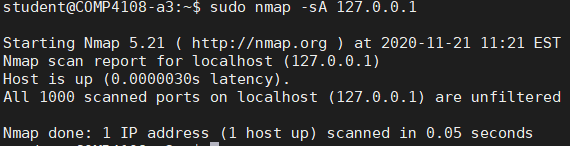 student@COMP4108-a3:~$ sudo nmap -sA 127.0.0.1
Starting Nmap 5.21 ( http://nmap.org ) at 2020-11-21 11:21 EST
Nmap scan report for localhost (127.0.0.1)
Host is up (0.0000030s latency).
All 1000 scanned ports on localhost (127.0.0.1) are unfiltered
Nmap done: 1 IP address (1 host up) scanned in 0.05 seconds